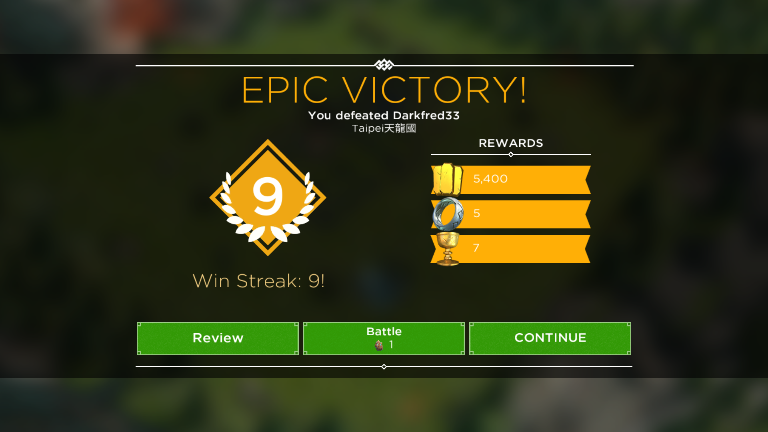 EPIC VICTORY!
You defeated Darkfred33
Taipei天龍國
9
Win Streak: 9!
REWARDS
5,400
5
7
Review
Battle
1
CONTINUE